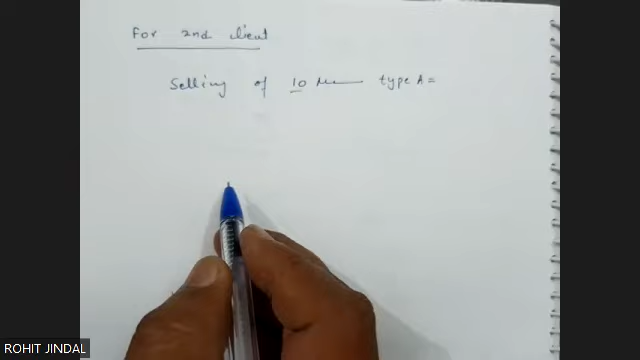 For 2nd client
Selling of 10 type A =
ROHIT JINDAL